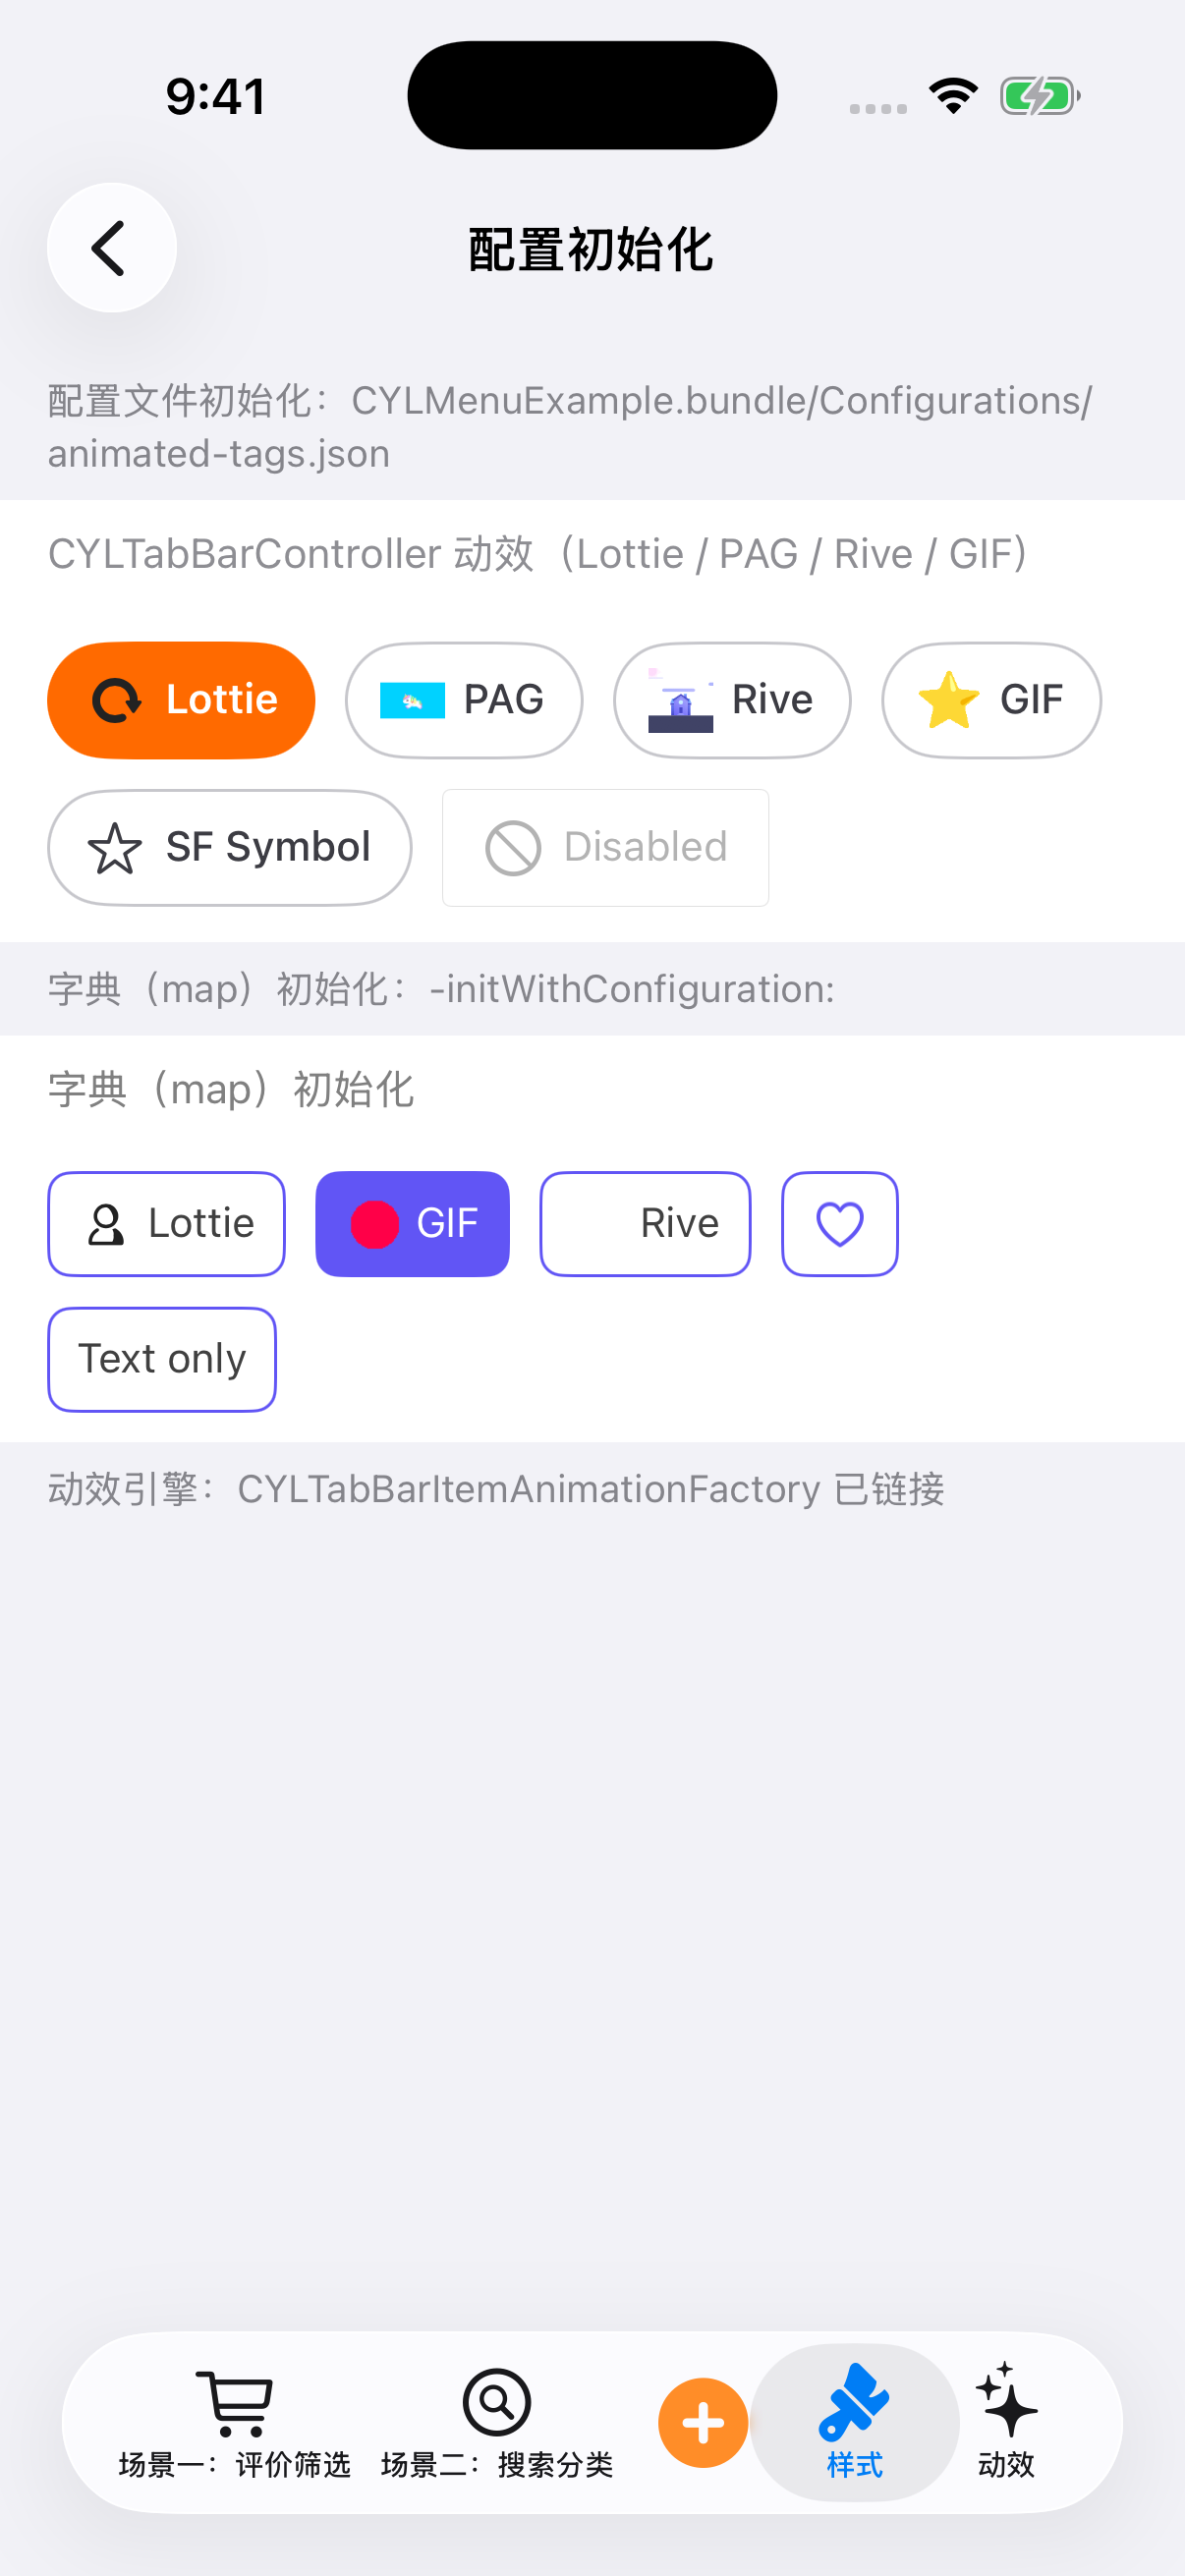 9:41
配置初始化
配置文件初始化：CYLMenuExample.bundle/Configurations/
animated-tags.json
CYLTabBarController 动效（Lottie / PAG / Rive / GIF）
Lottie PAG Rive GIF
SF Symbol Disabled
字典（map）初始化：-initWithConfiguration:
字典（map）初始化
Lottie GIF Rive
Text only
动效引擎：CYLTabBarItemAnimationFactory 已链接
场景一：评价筛选 场景二：搜索分类 样式 动效